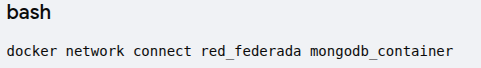 bash
docker network connect red_federada mongodb_container